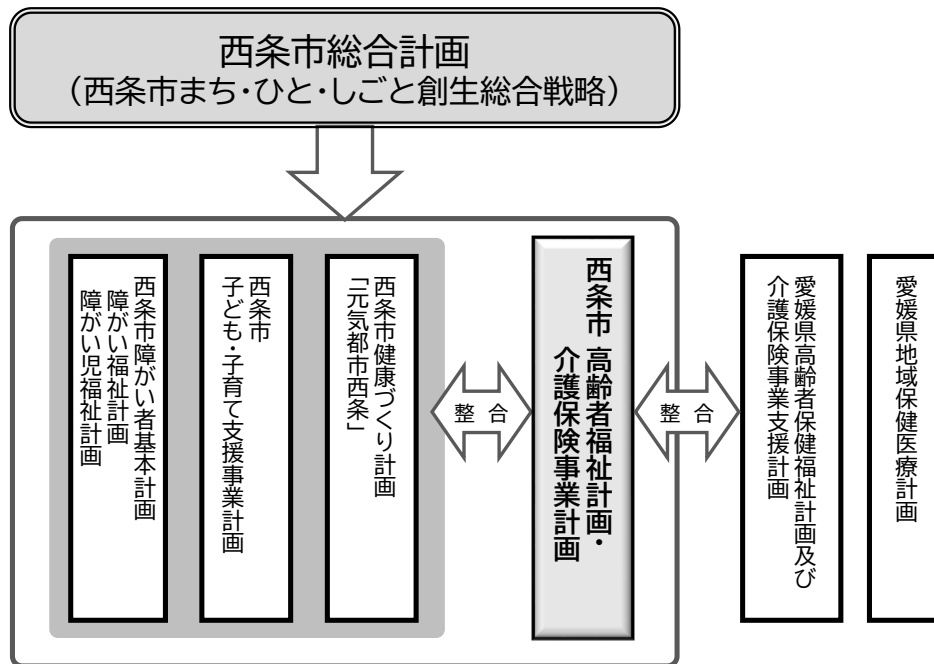 西条市総合計画
（西条市まち・ひと・しごと創生総合戦略）
西条市障がい者基本計画
障がい福祉計画
障がい児福祉計画
西条市
子ども・子育て支援事業計画
西条市健康づくり計画
「元気都市西条」
整 合
西条市 高齢者福祉計画・
介護保険事業計画
整 合
愛媛県高齢者保健福祉計画及び
介護保険事業支援計画
愛媛県地域保健医療計画